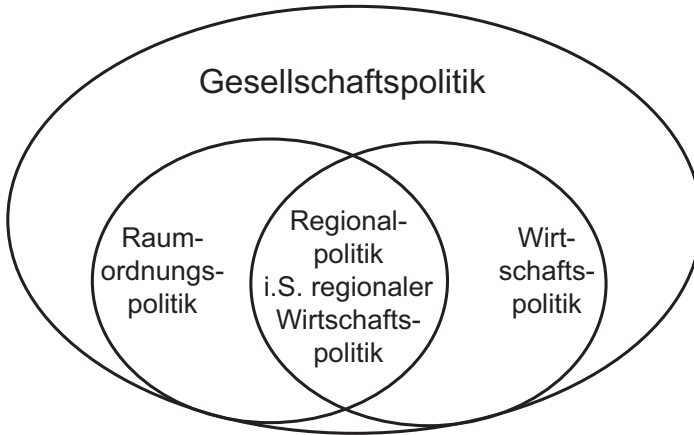 Gesellschaftspolitik
Raum-
ordnungs-
politik
Regional-
politik
i.S. regionaler
Wirtschafts-
politik
Wirt-
schafts-
politik